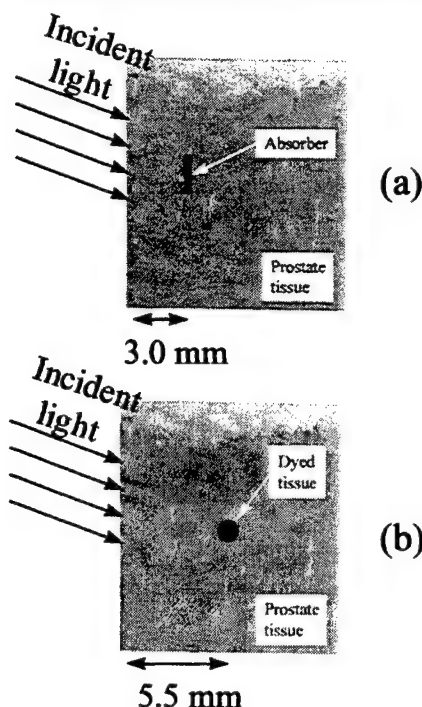 Incident
light
Absorber
(a)
Prostate
tissue
3.0 mm
Incident
light
Dyed
tissue
(b)
Prostate
tissue
5.5 mm